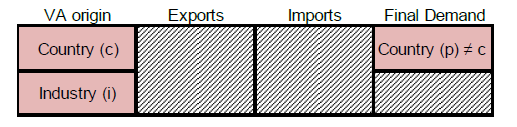 VA origin Exports Imports Final Demand
Country (c) Country (p) ≠ c
Industry (i)